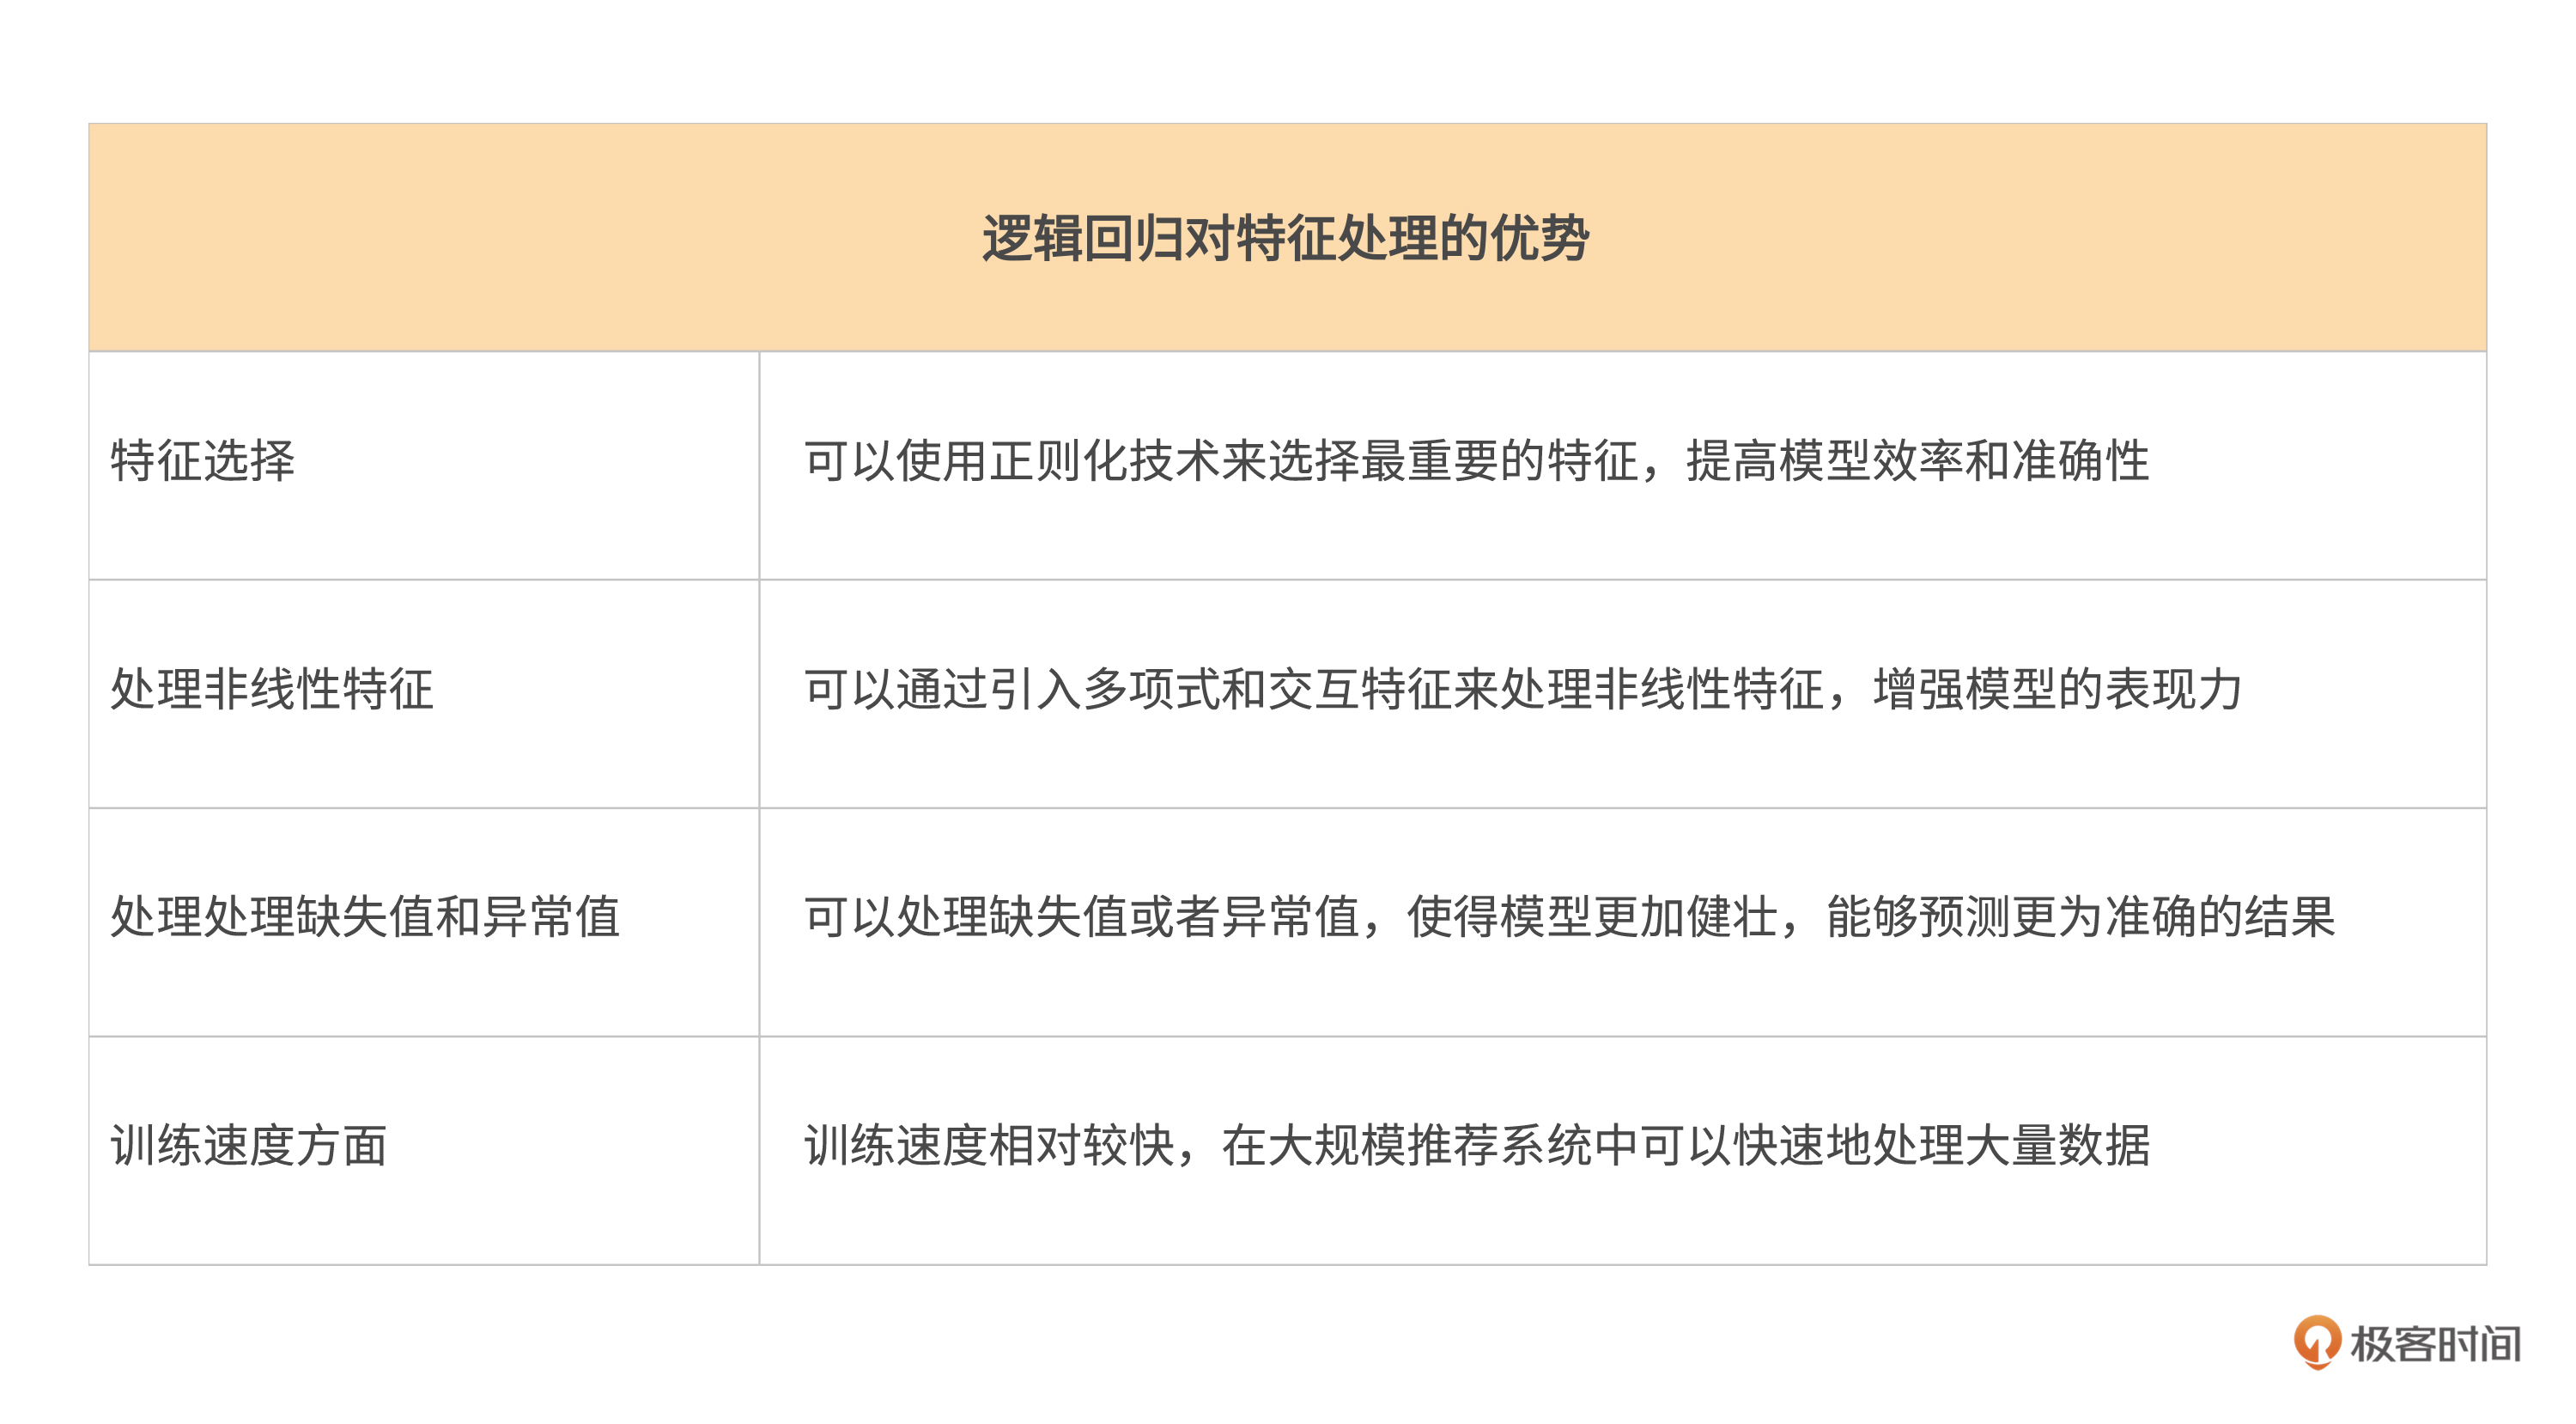 逻辑回归对特征处理的优势
特征选择
可以使用正则化技术来选择最重要的特征，提高模型效率和准确性
处理非线性特征
可以通过引入多项式和交互特征来处理非线性特征，增强模型的表现力
处理处理缺失值和异常值
可以处理缺失值或者异常值，使得模型更加健壮，能够预测更为准确的结果
训练速度方面
训练速度相对较快，在大规模推荐系统中可以快速地处理大量数据
极客时间